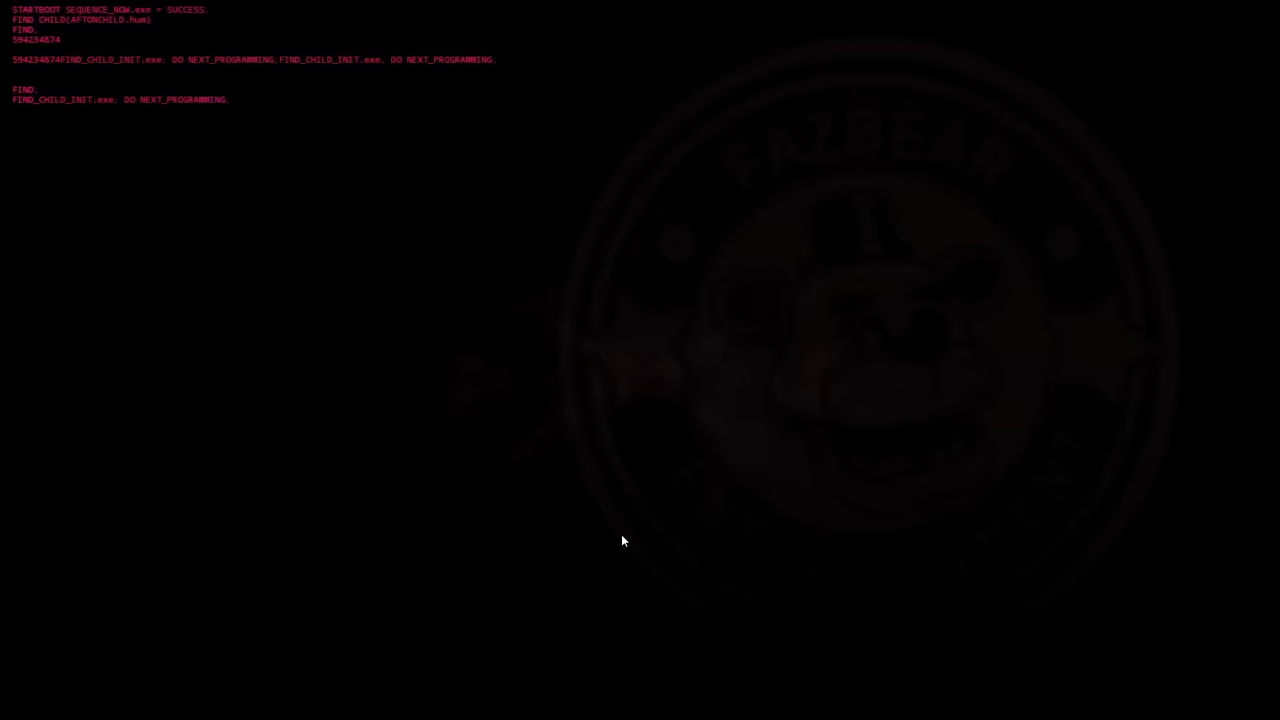 STARTBOOT SEQUENCE_NOW.exe = SUCCESS.
FIND CHILD(AFTONCHILD.hum)
FIND.
594234874
594234874FIND_CHILD_INIT.exe. DO NEXT_PROGRAMMING.FIND_CHILD_INIT.exe. DO NEXT_PROGRAMMING.
FIND.
FIND_CHILD_INIT.exe. DO NEXT_PROGRAMMING.
FAZBEAR